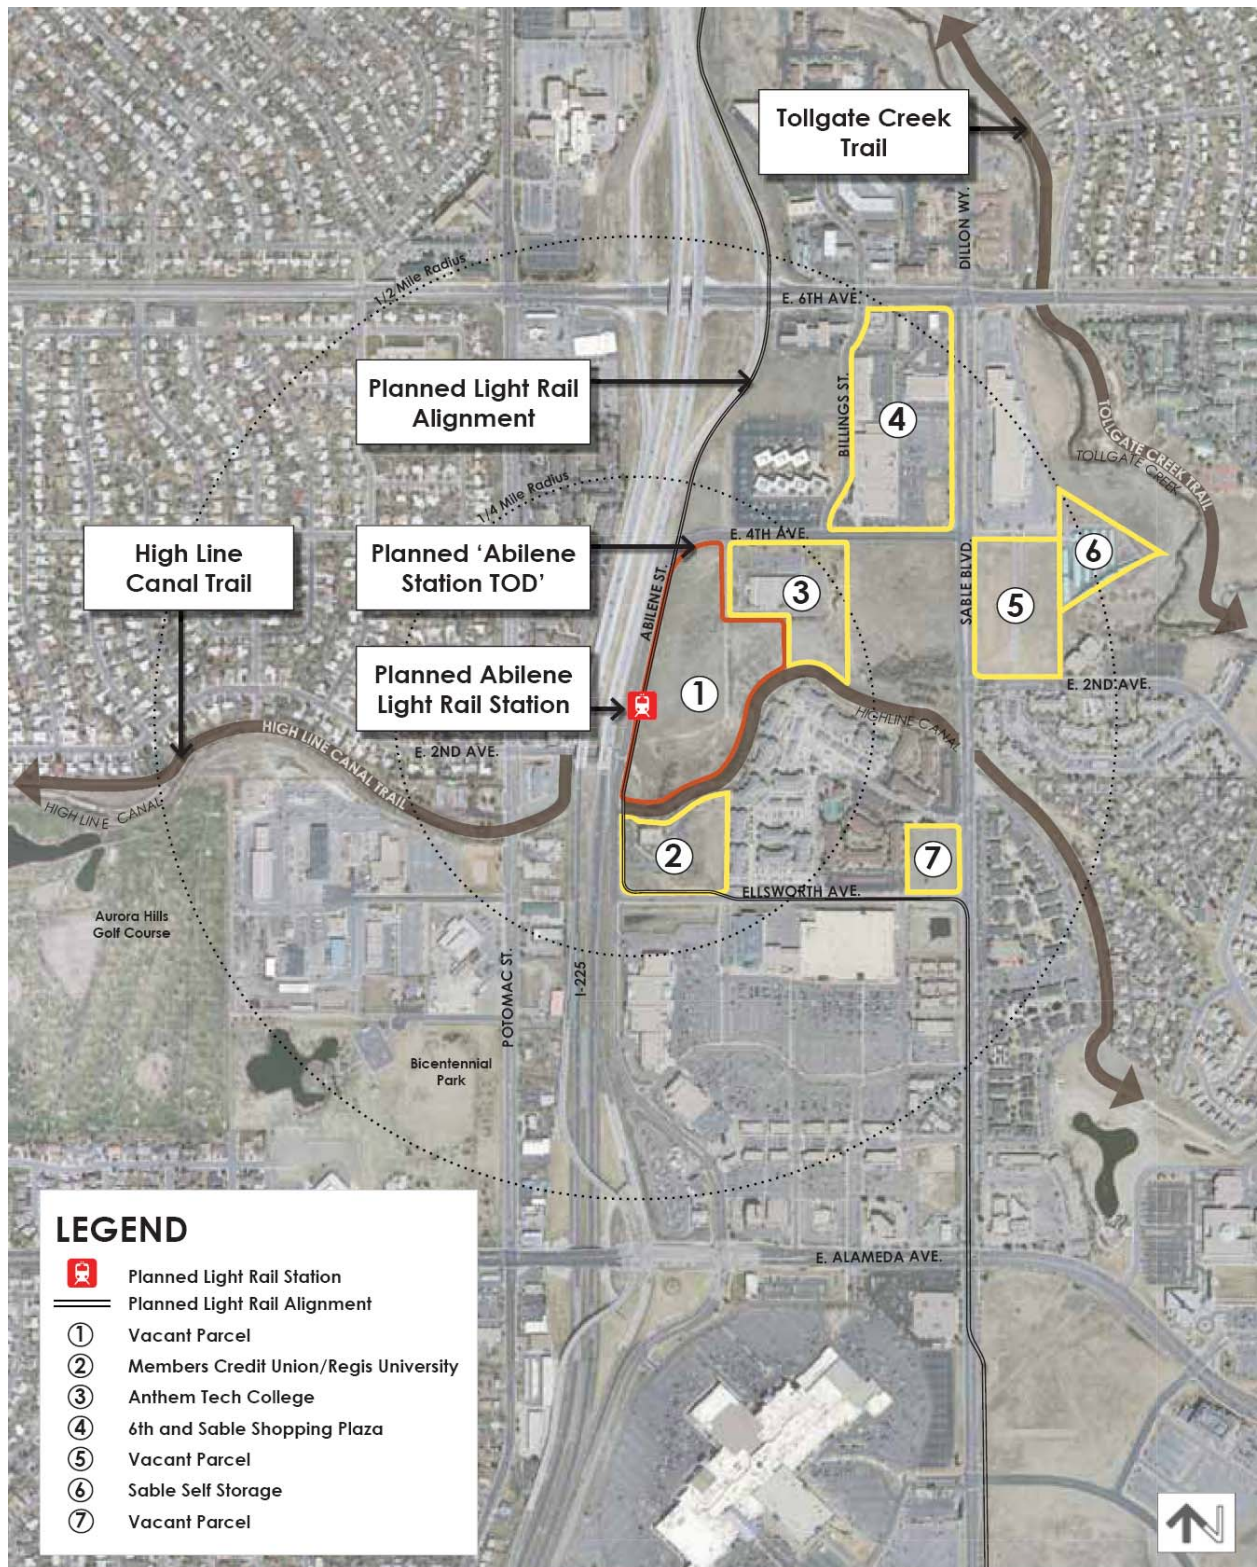 Tollgate Creek
Trail
DILLON WY.
1/2 Mile Radius
E. 6TH AVE.
Planned Light Rail
Alignment
BILLINGS ST.
4
TOLLGATE CREEK TRAIL
TOLLGATE CREEK
1/4 Mile Radius
High Line
Canal Trail
Planned ‘Abilene
Station TOD’
E. 4TH AVE.
ABILENE ST.
3
SABLE BLVD.
5
6
Planned Abilene
Light Rail Station
1
E. 2ND AVE.
HIGHLINE CANAL
HIGH LINE CANAL TRAIL
E. 2ND AVE.
HIGH LINE CANAL
2
7
ELLSWORTH AVE.
Aurora Hills
Golf Course
POTOMAC ST.
I-225
Bicentennial
Park
E. ALAMEDA AVE.
LEGEND
Planned Light Rail Station
Planned Light Rail Alignment
1 Vacant Parcel
2 Members Credit Union/Regis University
3 Anthem Tech College
4 6th and Sable Shopping Plaza
5 Vacant Parcel
6 Sable Self Storage
7 Vacant Parcel
N